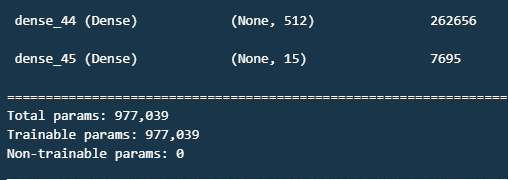 dense_44 (Dense) (None, 512) 262656
dense_45 (Dense) (None, 15) 7695
=================================================================
Total params: 977,039
Trainable params: 977,039
Non-trainable params: 0